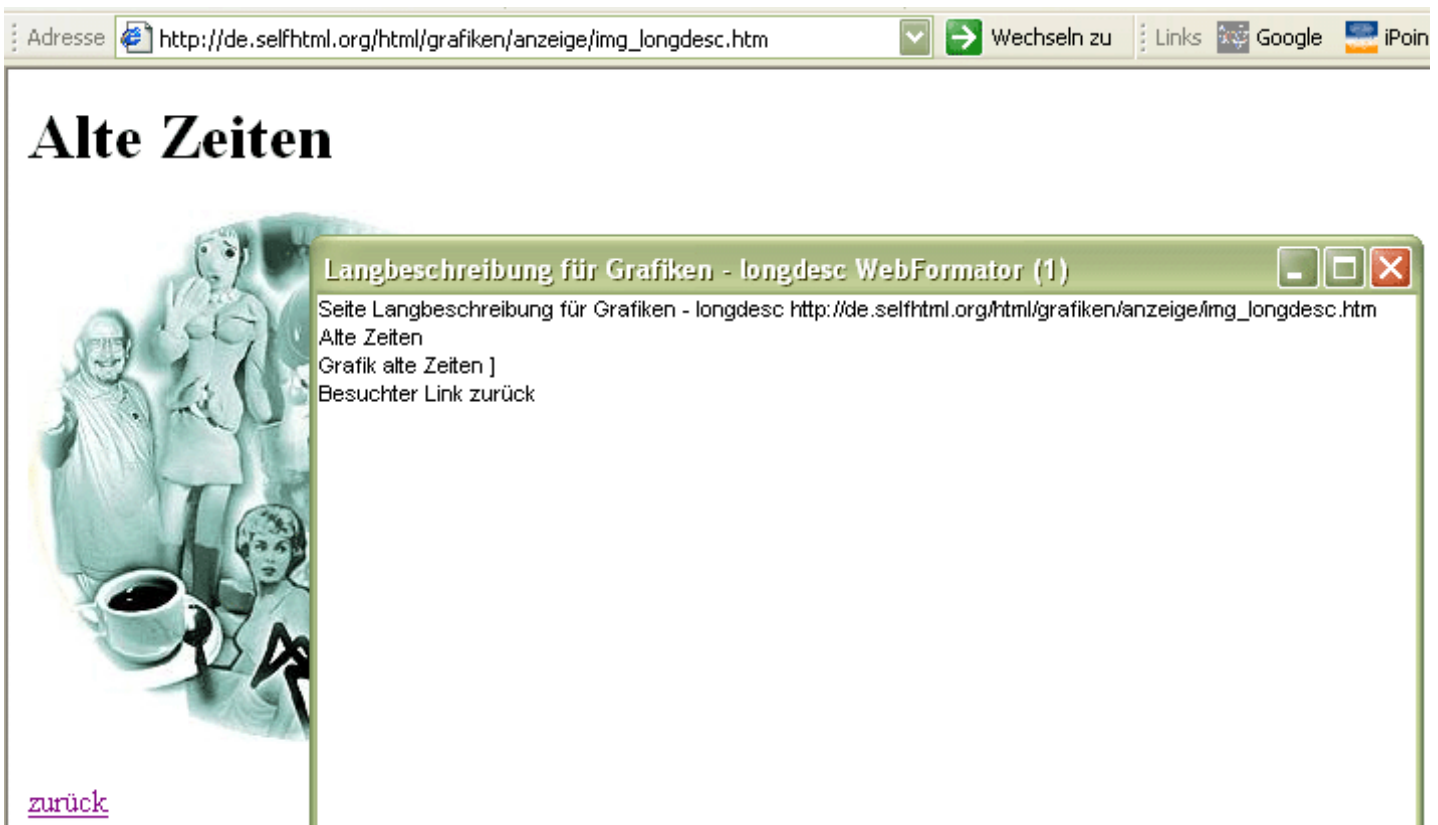 Adresse http://de.selfhtml.org/html/grafiken/anzeige/img_longdesc.htm Wechseln zu Links Google iPoin
Alte Zeiten
Langbeschreibung für Grafiken - longdesc WebFormator (1)
Seite Langbeschreibung für Grafiken - longdesc http://de.selfhtml.org/html/grafiken/anzeige/img_longdesc.htm
Alte Zeiten
Grafik alte Zeiten ]
Besuchter Link zurück
zurück